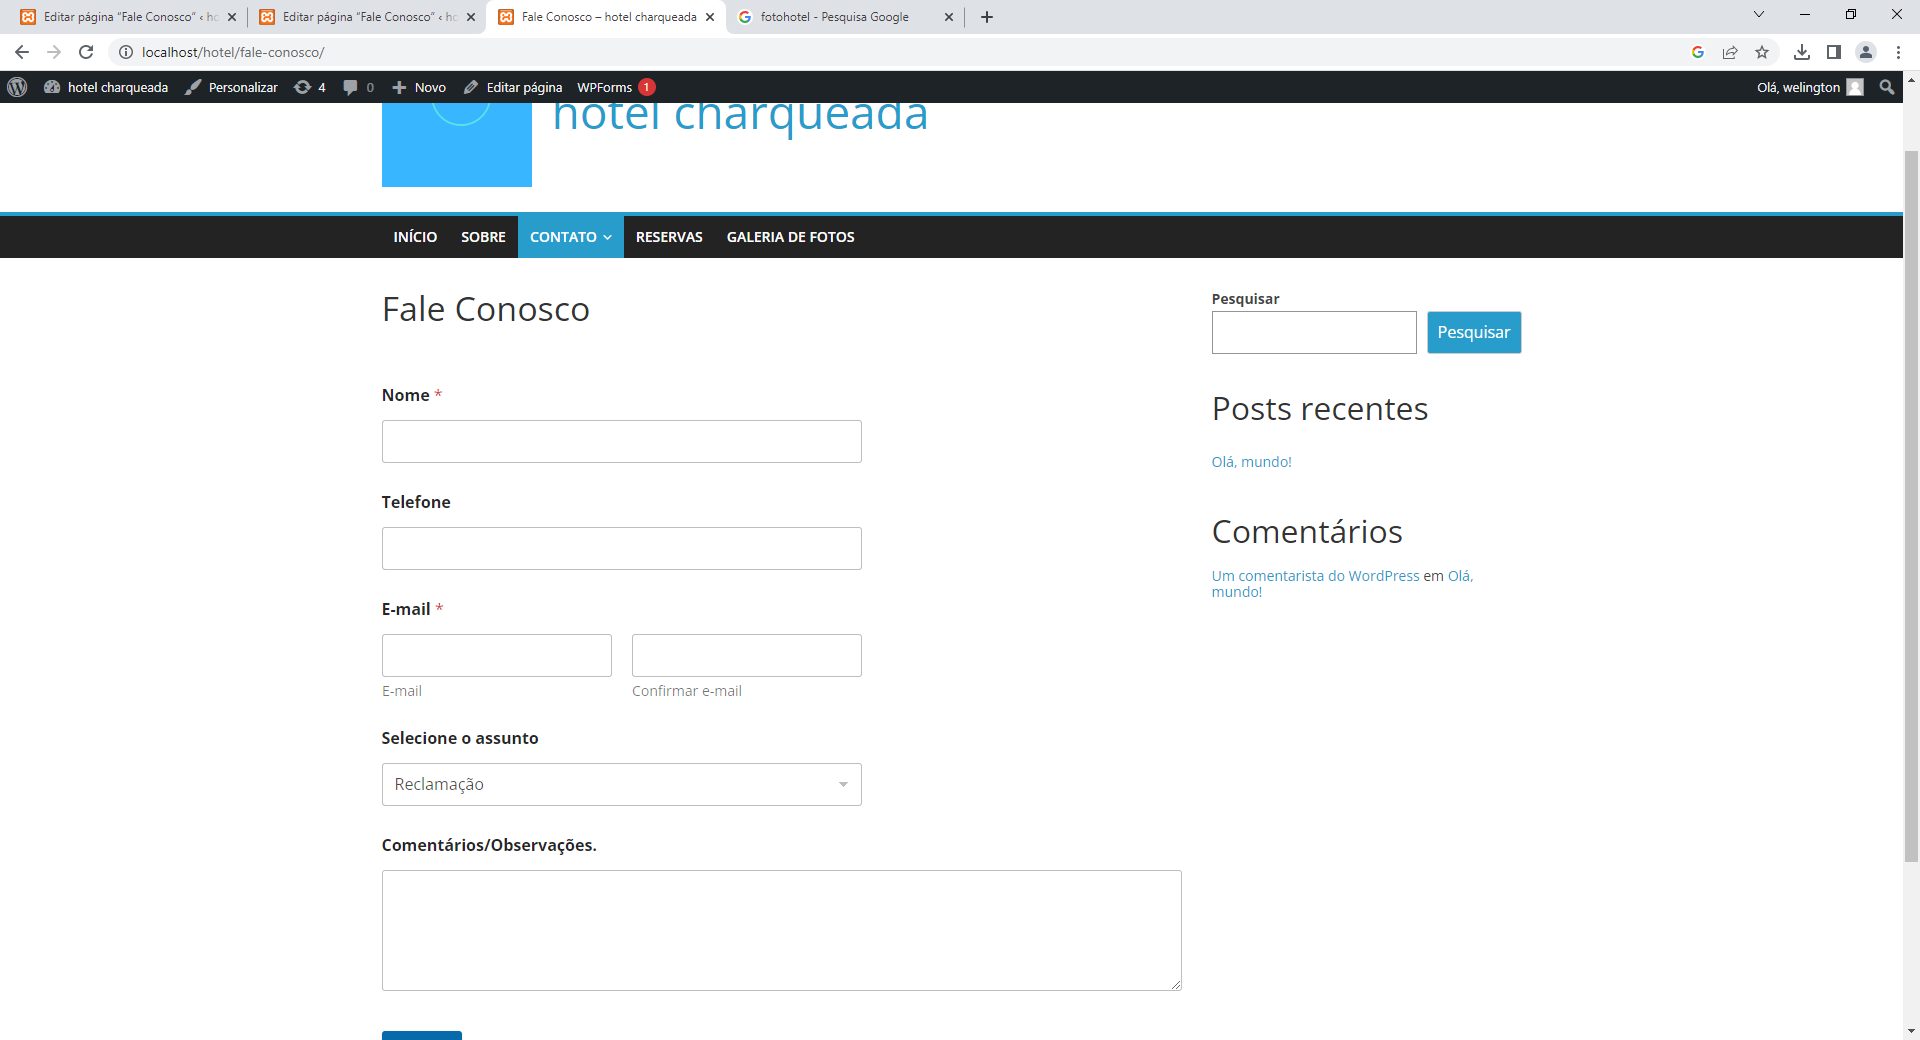 Editar página “Fale Conosco” ‹ ho
Editar página “Fale Conosco” ‹ ho
Fale Conosco – hotel charqueada
fotohotel - Pesquisa Google
localhost/hotel/fale-conosco/
hotel charqueada
Personalizar
4
0
Novo
Editar página
WPForms 1
Olá, welington
hotel charqueada
INÍCIO
SOBRE
CONTATO
RESERVAS
GALERIA DE FOTOS
Fale Conosco
Nome *
Telefone
E-mail *
E-mail
Confirmar e-mail
Selecione o assunto
Reclamação
Comentários/Observações.
Pesquisar
Pesquisar
Posts recentes
Olá, mundo!
Comentários
Um comentarista do WordPress em Olá,
mundo!